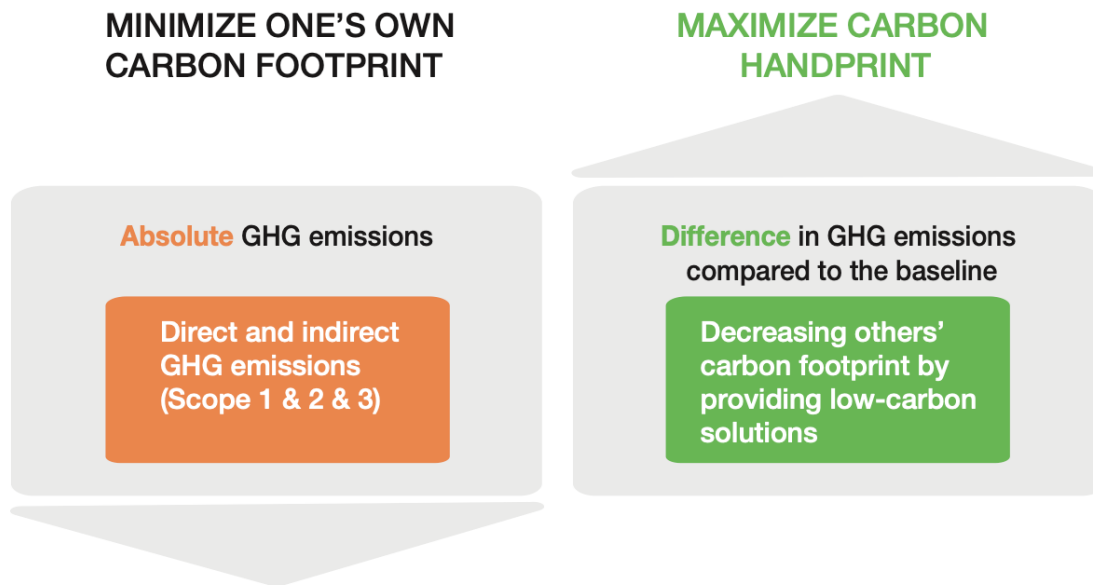 MINIMIZE ONE’S OWN
CARBON FOOTPRINT
Absolute GHG emissions
Direct and indirect
GHG emissions
(Scope 1 & 2 & 3)
MAXIMIZE CARBON
HANDPRINT
Difference in GHG emissions
compared to the baseline
Decreasing others’
carbon footprint by
providing low-carbon
solutions